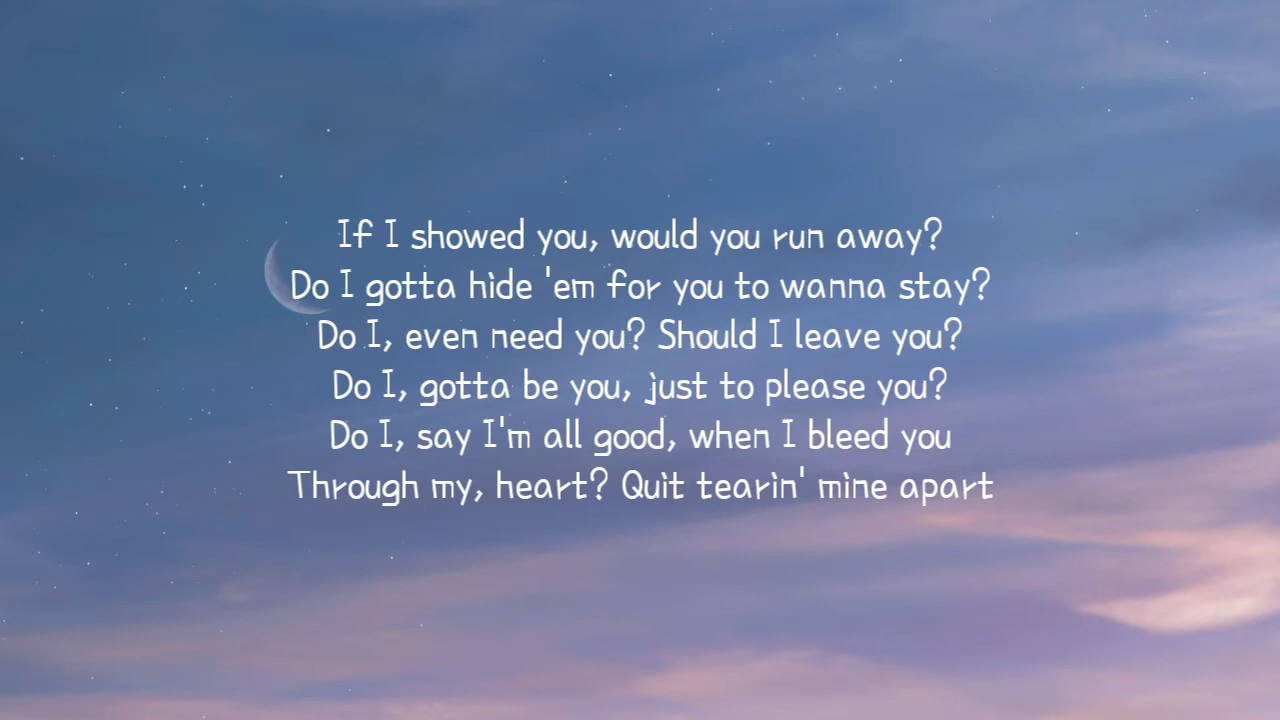 If I showed you, would you run away?
Do I gotta hide 'em for you to wanna stay?
Do I, even need you? Should I leave you?
Do I, gotta be you, just to please you?
Do I, say I'm all good, when I bleed you
Through my, heart? Quit tearin' mine apart